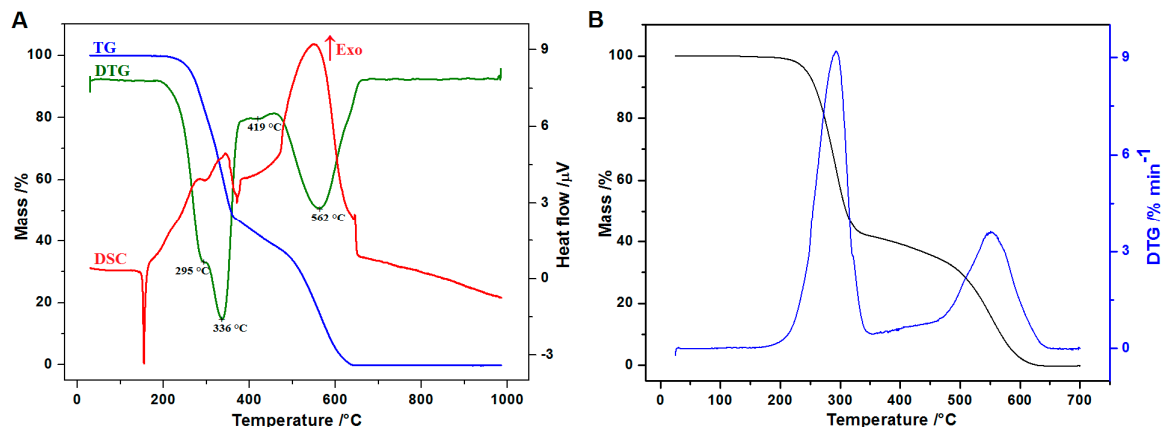 A
TG
DTG
Exo
419 °C
562 °C
295 °C
336 °C
DSC
100
80
60
40
20
0
Mass /%
9
6
3
0
-3
Heat flow /µV
0
200
400
600
800
1000
Temperature /°C
B
100
80
60
40
20
0
Mass /%
9
6
3
0
DTG /% min-1
0
100
200
300
400
500
600
700
Temperature /°C